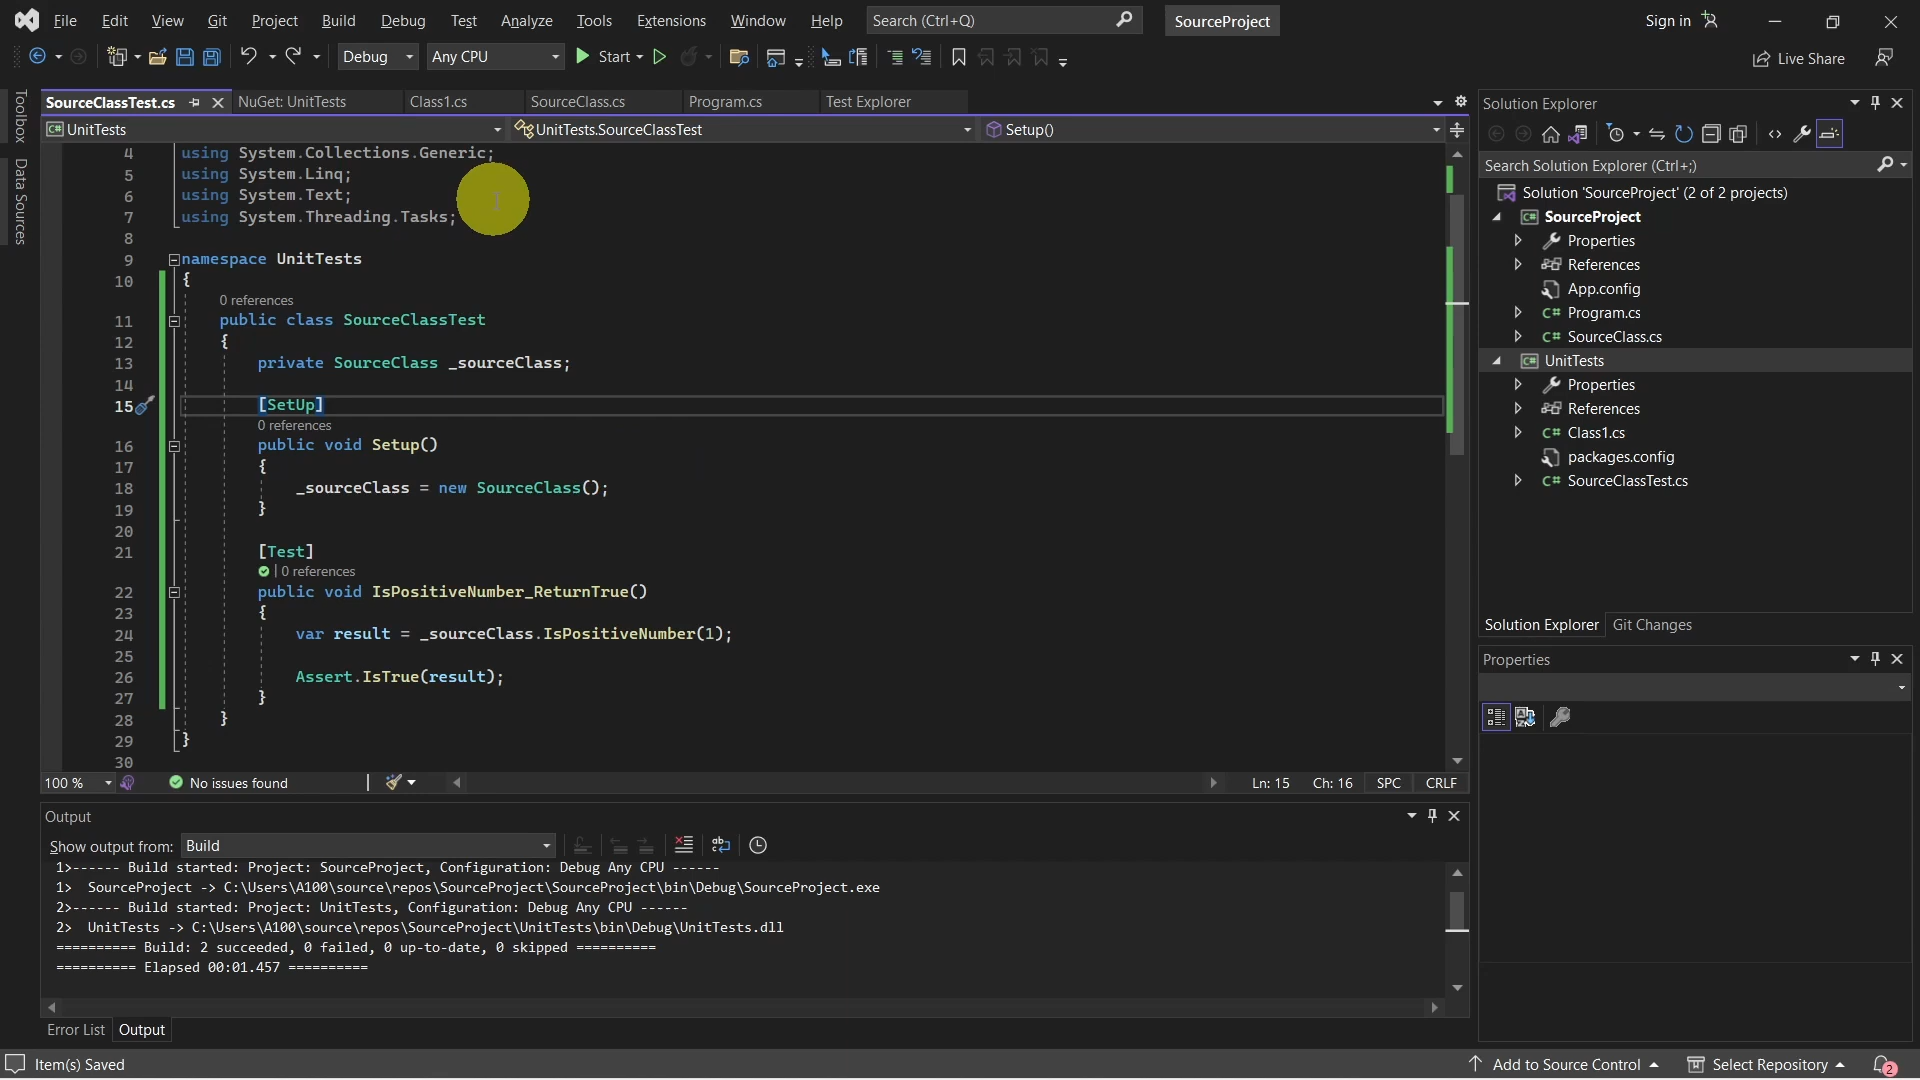 File Edit View Git Project Build Debug Test Analyze Tools Extensions Window Help Search (Ctrl+Q) SourceProject Sign in
Debug Any CPU Start Live Share
Toolbox
Data Sources
SourceClassTest.cs NuGet: UnitTests Class1.cs SourceClass.cs Program.cs Test Explorer
UnitTests UnitTests.SourceClassTest Setup()
4 using System.Collections.Generic;
5 using System.Linq;
6 using System.Text;
7 using System.Threading.Tasks;
8
9 namespace UnitTests
10 {
0 references
11 public class SourceClassTest
12 {
13 private SourceClass _sourceClass;
14
15 [SetUp]
0 references
16 public void Setup()
17 {
18 _sourceClass = new SourceClass();
19 }
20
21 [Test]
| 0 references
22 public void IsPositiveNumber_ReturnTrue()
23 {
24 var result = _sourceClass.IsPositiveNumber(1);
25
26 Assert.IsTrue(result);
27 }
28 }
29 }
30
100 % No issues found Ln: 15 Ch: 16 SPC CRLF
Output
Show output from: Build
1>------ Build started: Project: SourceProject, Configuration: Debug Any CPU ------
1> SourceProject -> C:\Users\A100\source\repos\SourceProject\SourceProject\bin\Debug\SourceProject.exe
2>------ Build started: Project: UnitTests, Configuration: Debug Any CPU ------
2> UnitTests -> C:\Users\A100\source\repos\SourceProject\UnitTests\bin\Debug\UnitTests.dll
========== Build: 2 succeeded, 0 failed, 0 up-to-date, 0 skipped ==========
========== Elapsed 00:01.457 ==========
Error List Output
Solution Explorer
Search Solution Explorer (Ctrl+;)
Solution 'SourceProject' (2 of 2 projects)
C# SourceProject
Properties
References
App.config
C# Program.cs
C# SourceClass.cs
C# UnitTests
Properties
References
C# Class1.cs
packages.config
C# SourceClassTest.cs
Solution Explorer Git Changes
Properties
Item(s) Saved Add to Source Control Select Repository 2